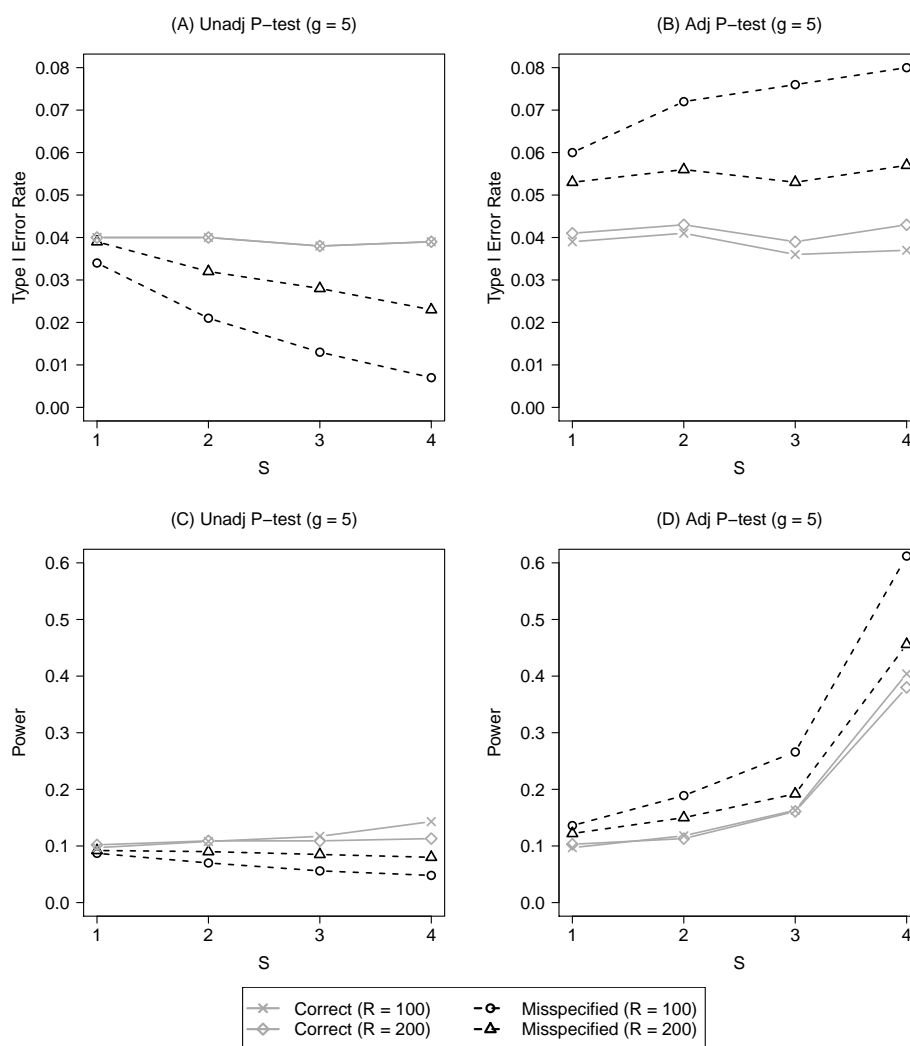 (A) Unadj P−test (g = 5)
Type I Error Rate
0.08
0.07
0.06
0.05
0.04
0.03
0.02
0.01
0.00
1 2 3 4
S
(B) Adj P−test (g = 5)
Type I Error Rate
0.08
0.07
0.06
0.05
0.04
0.03
0.02
0.01
0.00
1 2 3 4
S
(C) Unadj P−test (g = 5)
Power
0.6
0.5
0.4
0.3
0.2
0.1
0.0
1 2 3 4
S
(D) Adj P−test (g = 5)
Power
0.6
0.5
0.4
0.3
0.2
0.1
0.0
1 2 3 4
S
Correct (R = 100)
Correct (R = 200)
Misspecified (R = 100)
Misspecified (R = 200)